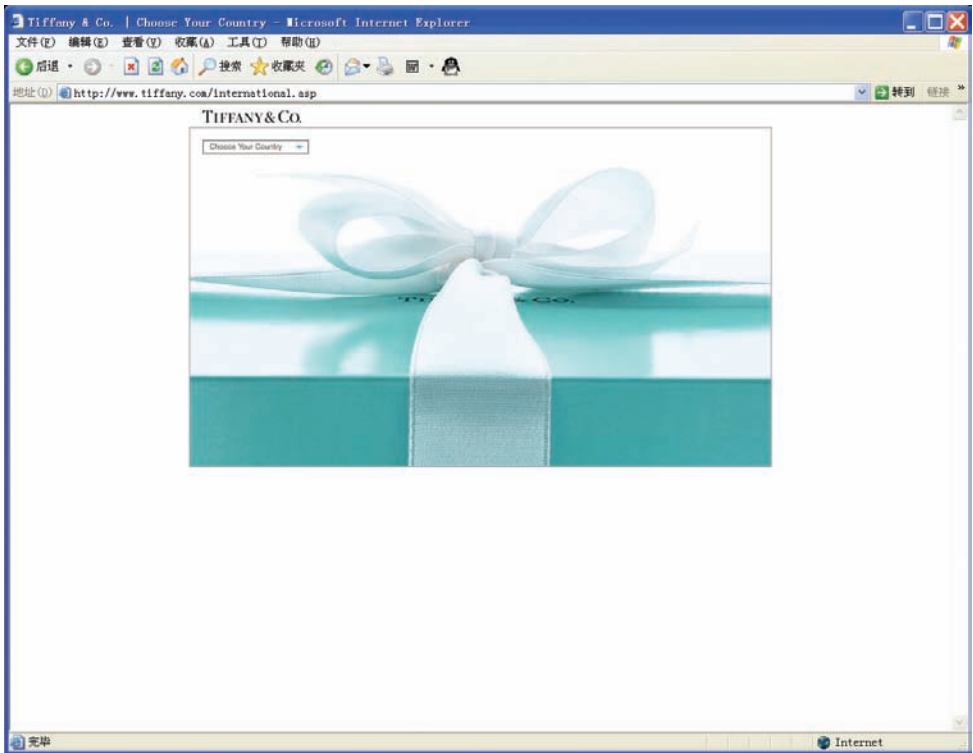 Tiffany & Co. | Choose Your Country - Microsoft Internet Explorer
文件(F) 编辑(E) 查看(V) 收藏(A) 工具(T) 帮助(H)
后退 搜索 收藏夹
地址(D) http://www.tiffany.com/international.asp 转到 链接 »
TIFFANY & CO.
Choose Your Country
& CO.
完毕 Internet